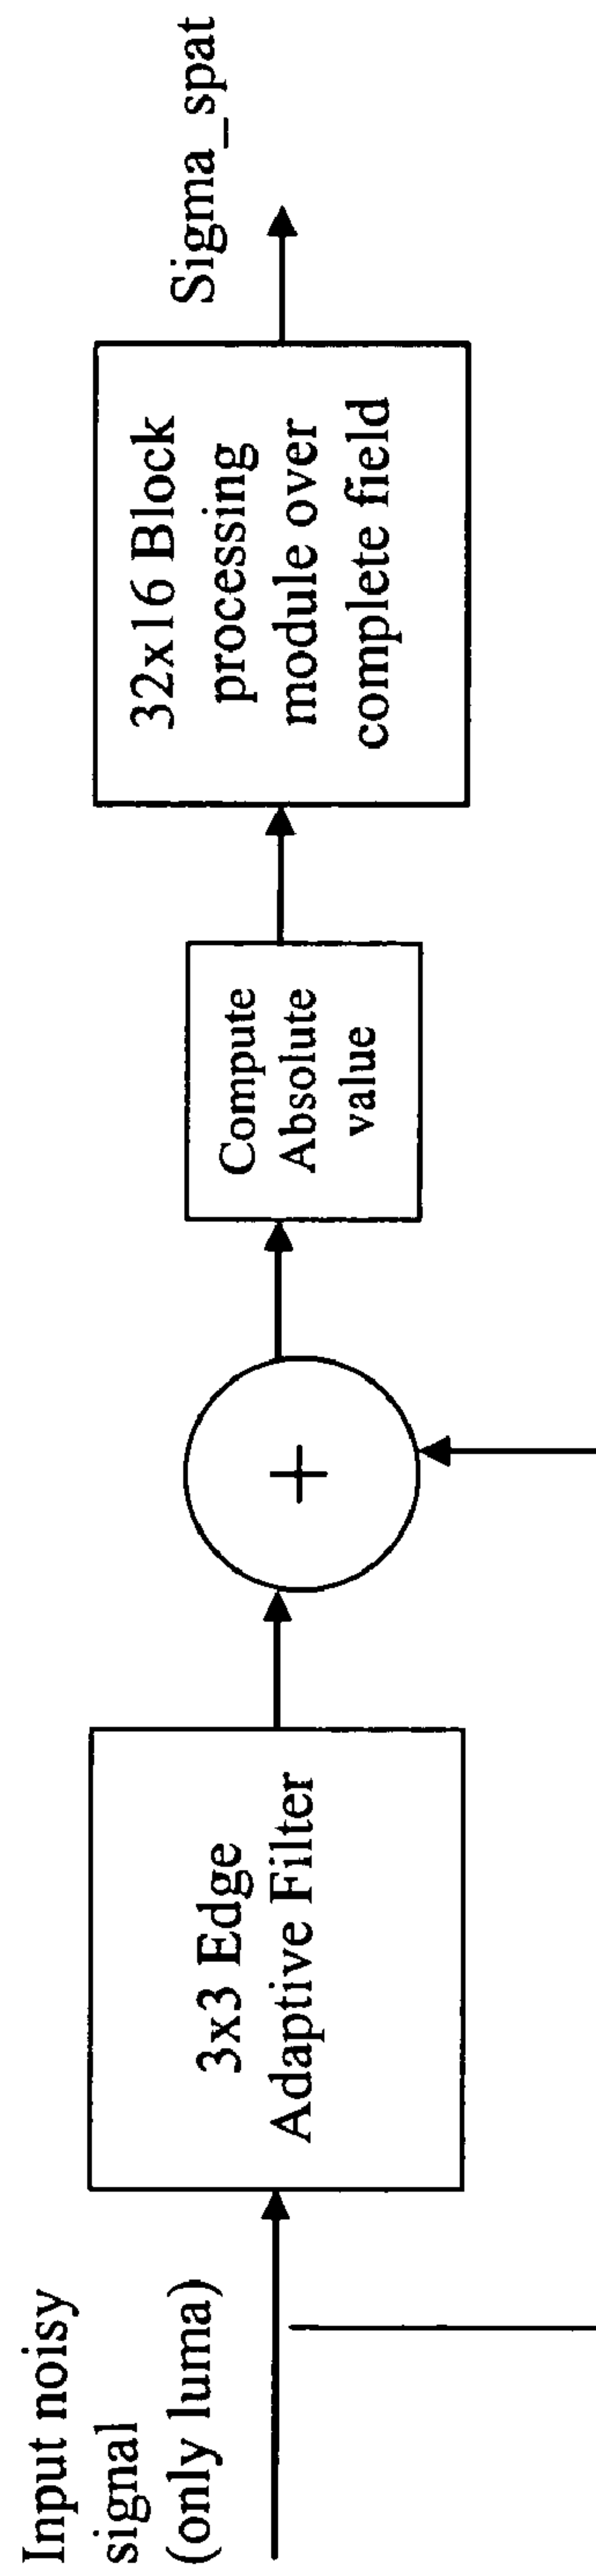 Input noisy
signal
(only luma)
3x3 Edge
Adaptive Filter
+
Compute
Absolute
value
32x16 Block
processing
module over
complete field
Sigma_spat